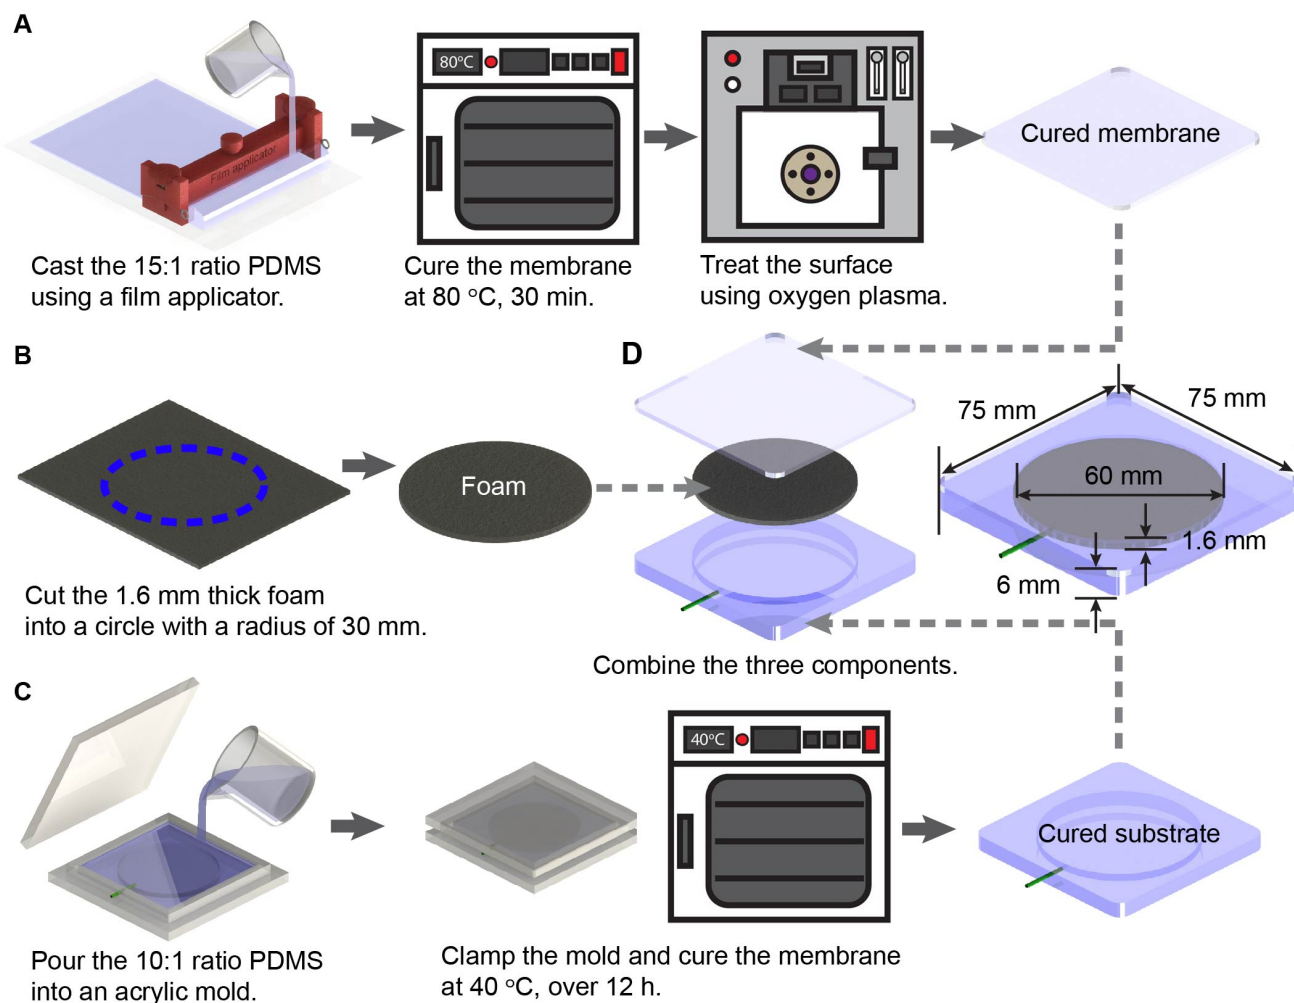 A
80°C
Film applicator
Cured membrane
Cast the 15:1 ratio PDMS
using a film applicator.
Cure the membrane
at 80 °C, 30 min.
Treat the surface
using oxygen plasma.
B
Foam
Cut the 1.6 mm thick foam
into a circle with a radius of 30 mm.
D
75 mm
75 mm
60 mm
1.6 mm
6 mm
Combine the three components.
C
40°C
Cured substrate
Pour the 10:1 ratio PDMS
into an acrylic mold.
Clamp the mold and cure the membrane
at 40 °C, over 12 h.